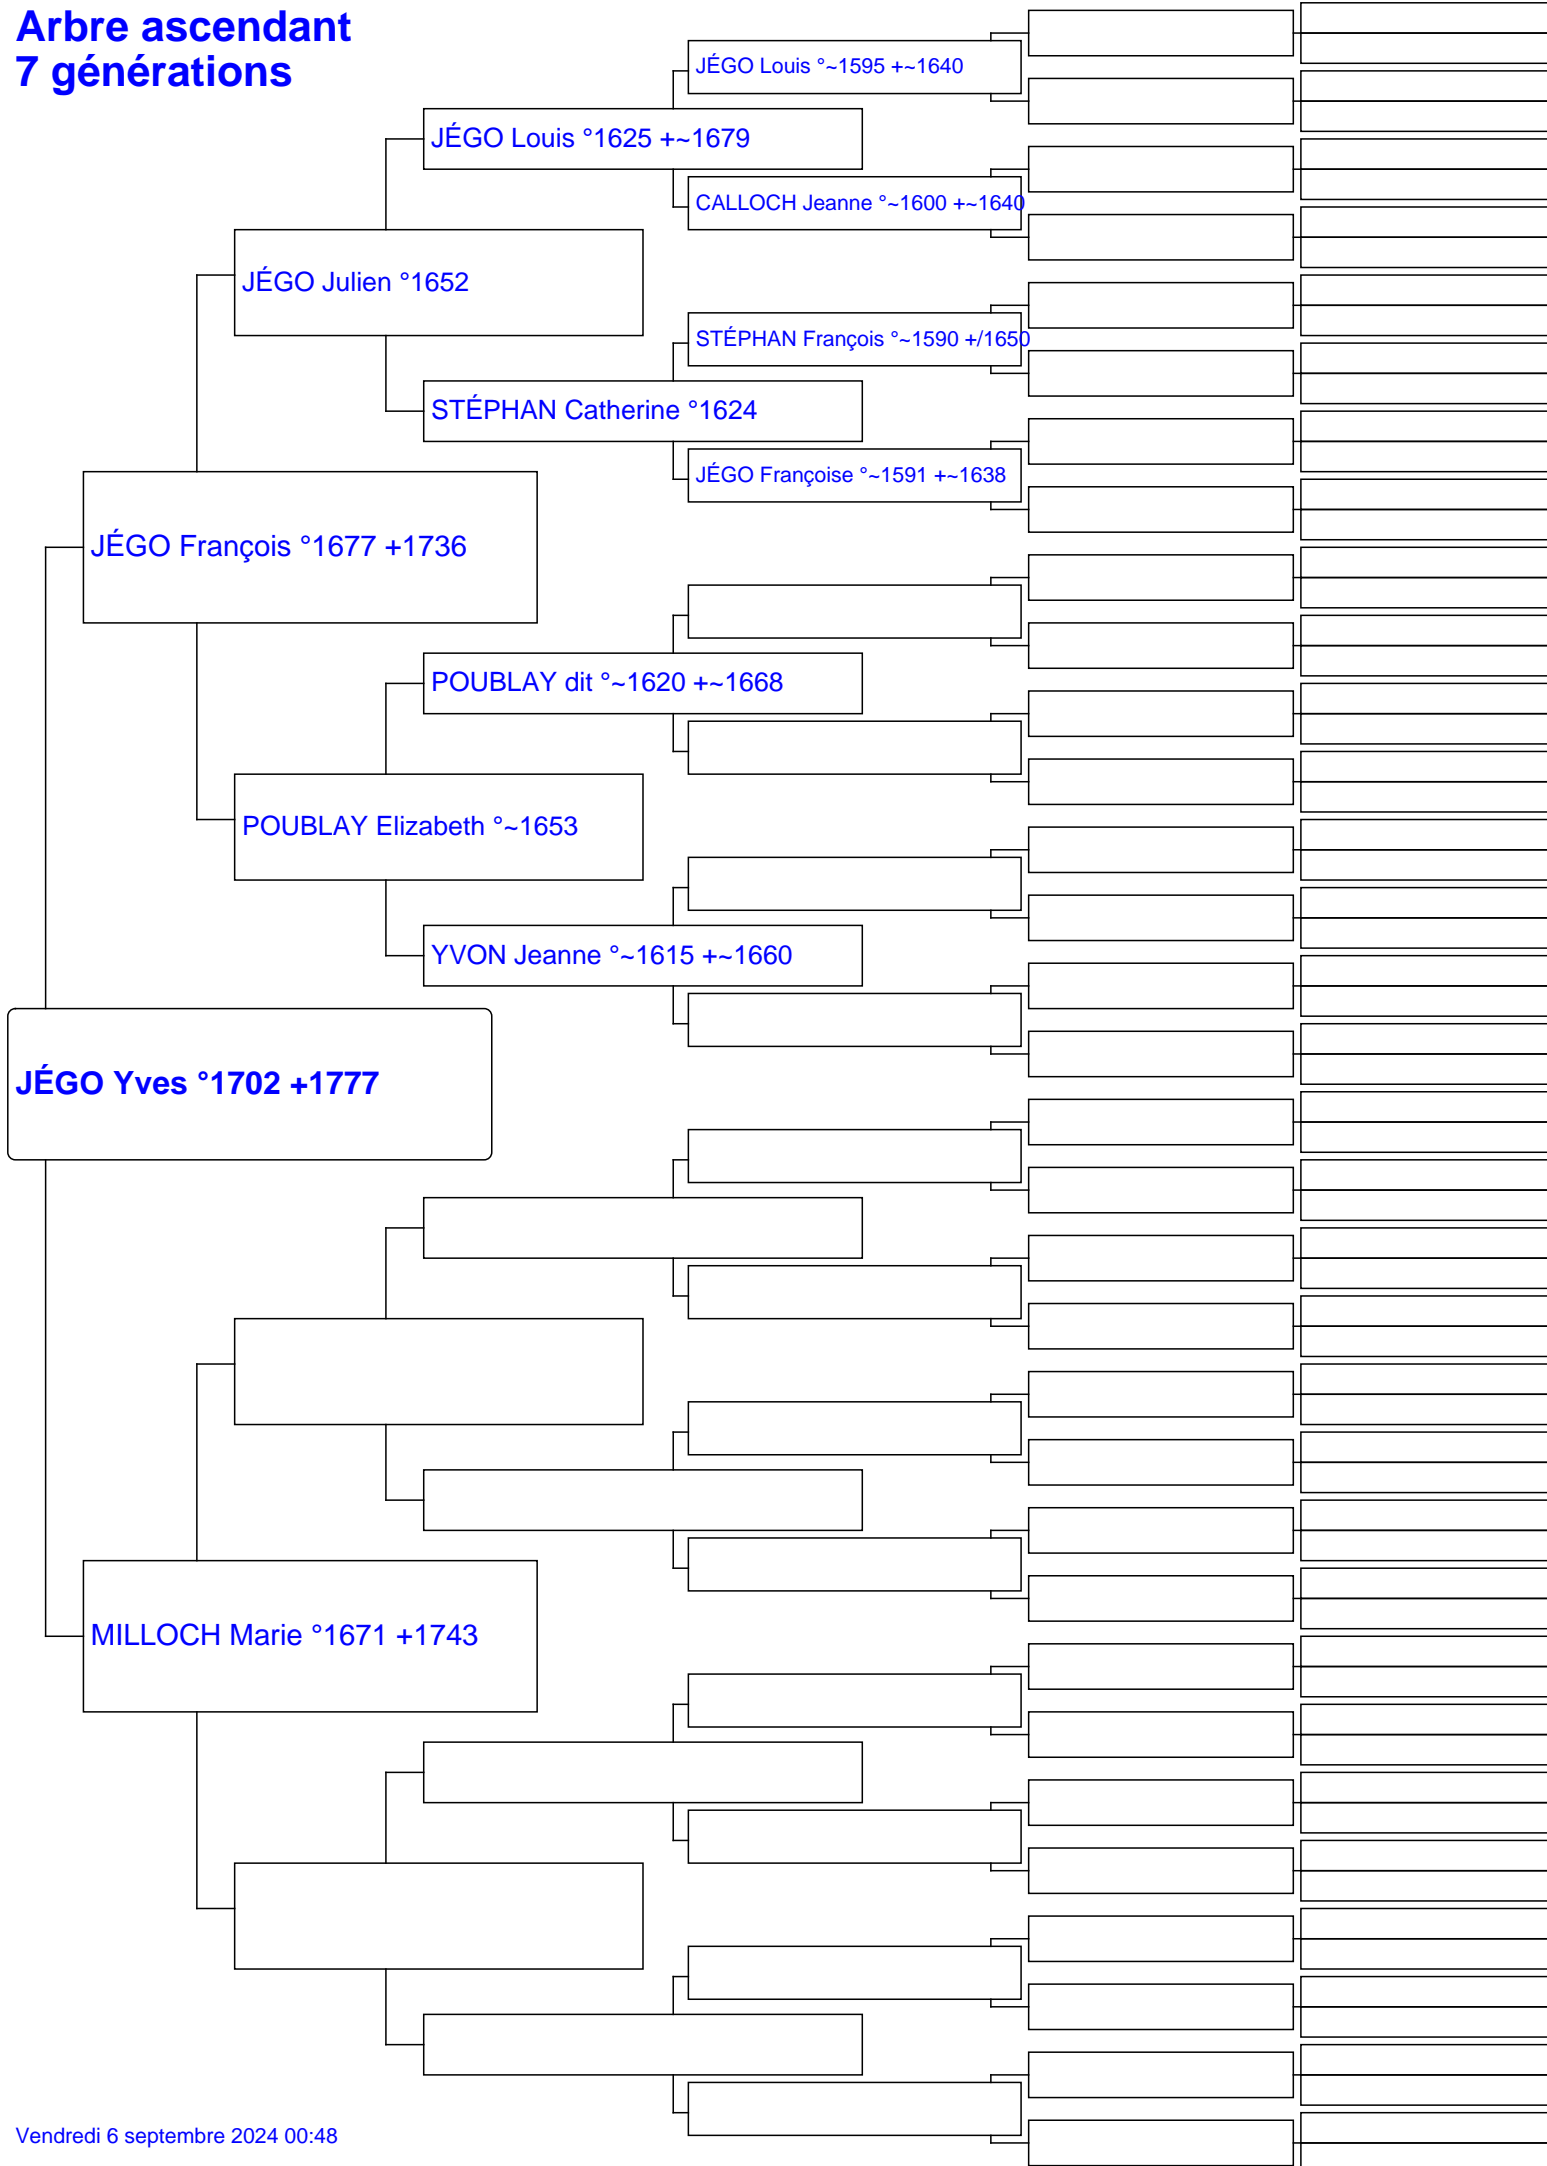 Arbre ascendant
7 générations
JÉGO Louis °~1595 +~1640
JÉGO Louis °1625 +~1679
CALLOCH Jeanne °~1600 +~1640
JÉGO Julien °1652
STÉPHAN François °~1590 +/1650
STÉPHAN Catherine °1624
JÉGO Françoise °~1591 +~1638
JÉGO François °1677 +1736
POUBLAY dit °~1620 +~1668
POUBLAY Elizabeth °~1653
YVON Jeanne °~1615 +~1660
JÉGO Yves °1702 +1777
MILLOCH Marie °1671 +1743
Vendredi 6 septembre 2024 00:48